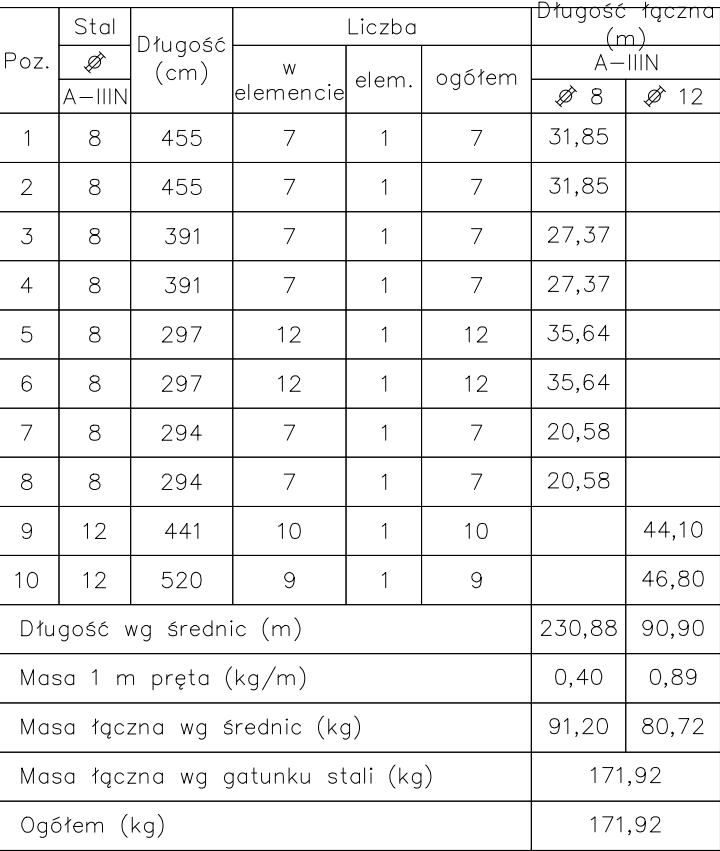 Poz. Stal Długość (cm) Liczba Długość łączna (m)
⌀ w elemencie elem. ogółem A-IIIN
A-IIIN ⌀ 8 ⌀ 12
1 8 455 7 1 7 31,85
2 8 455 7 1 7 31,85
3 8 391 7 1 7 27,37
4 8 391 7 1 7 27,37
5 8 297 12 1 12 35,64
6 8 297 12 1 12 35,64
7 8 294 7 1 7 20,58
8 8 294 7 1 7 20,58
9 12 441 10 1 10 44,10
10 12 520 9 1 9 46,80
Długość wg średnic (m) 230,88 90,90
Masa 1 m pręta (kg/m) 0,40 0,89
Masa łączna wg średnic (kg) 91,20 80,72
Masa łączna wg gatunku stali (kg) 171,92
Ogółem (kg) 171,92